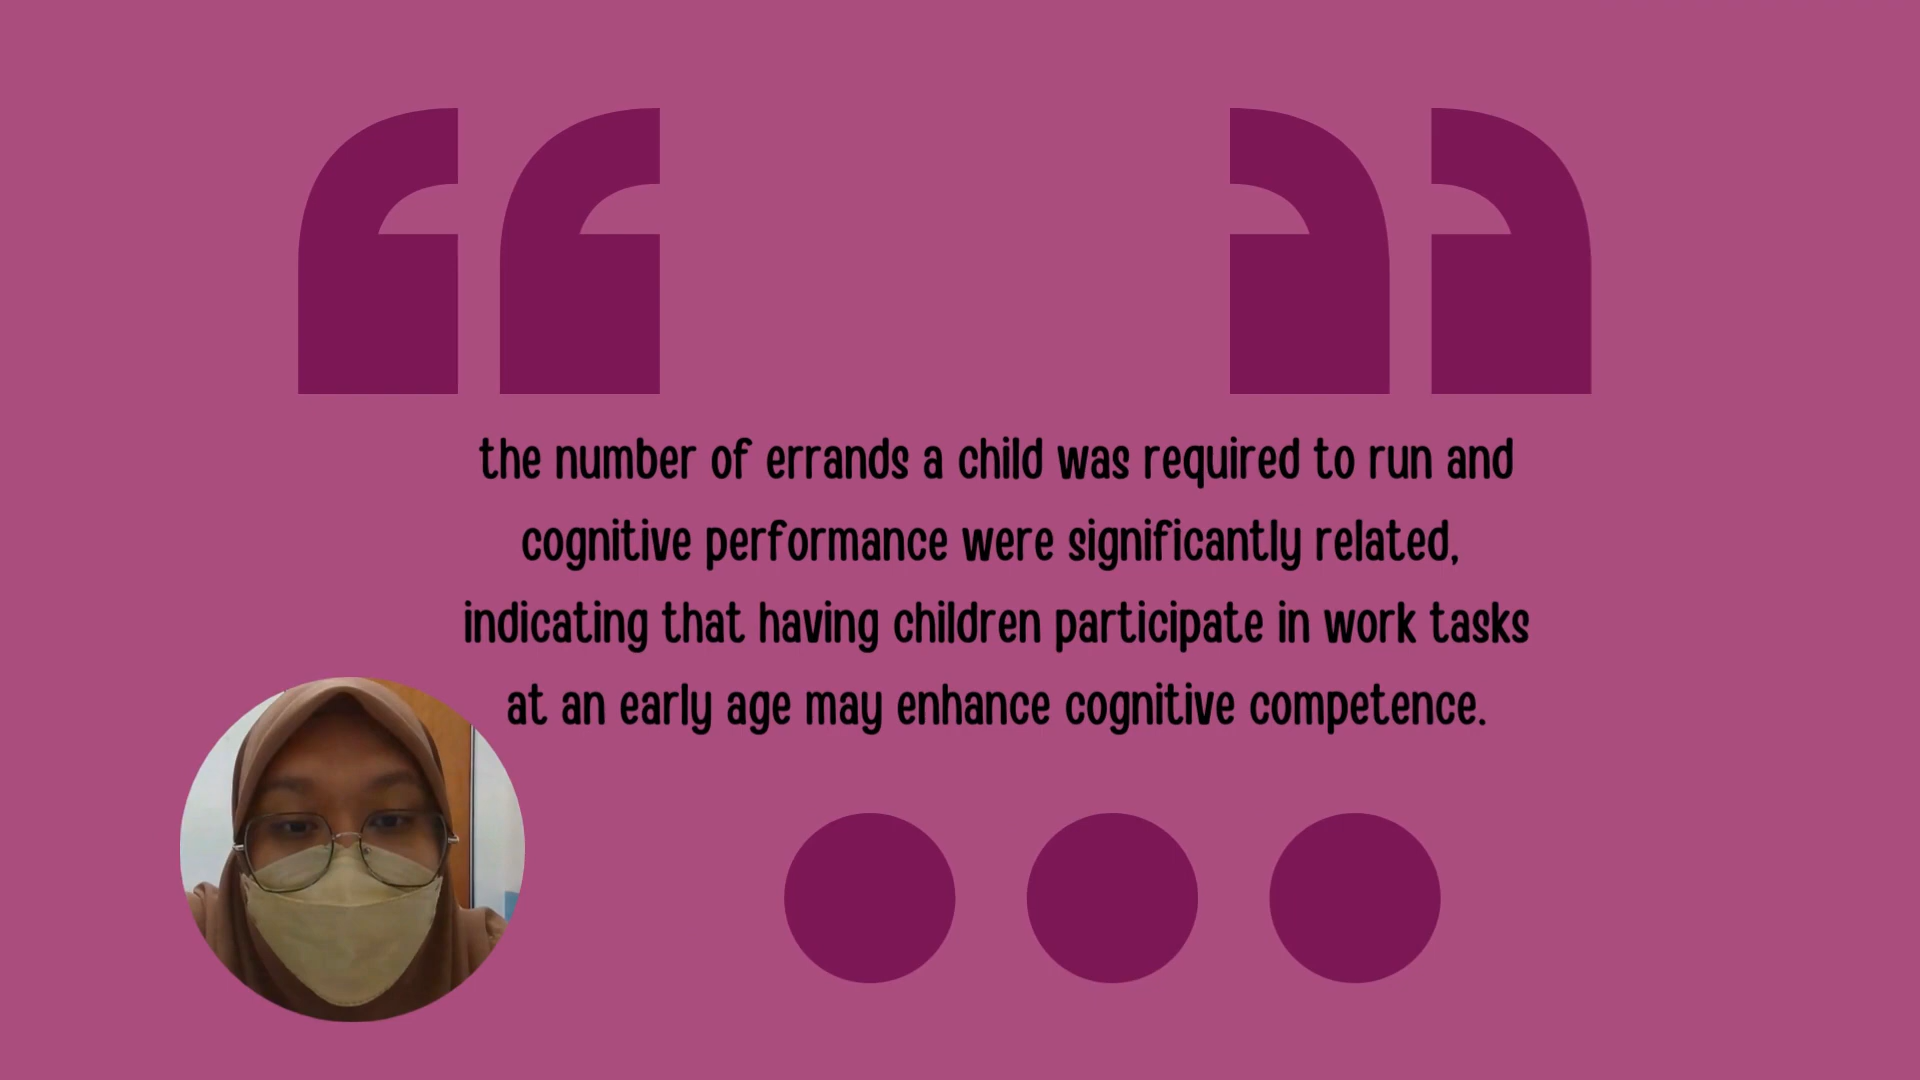 the number of errands a child was required to run and
cognitive performance were significantly related,
indicating that having children participate in work tasks
at an early age may enhance cognitive competence.